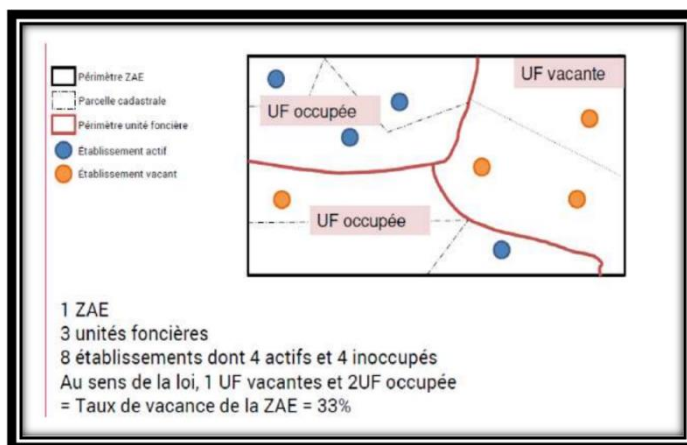 Périmètre ZAE
Parcelle cadastrale
Périmètre unité foncière
Établissement actif
Établissement vacant
UF vacante
UF occupée
UF occupée
1 ZAE
3 unités foncières
8 établissements dont 4 actifs et 4 inoccupés
Au sens de la loi, 1 UF vacantes et 2UF occupée
= Taux de vacance de la ZAE = 33%